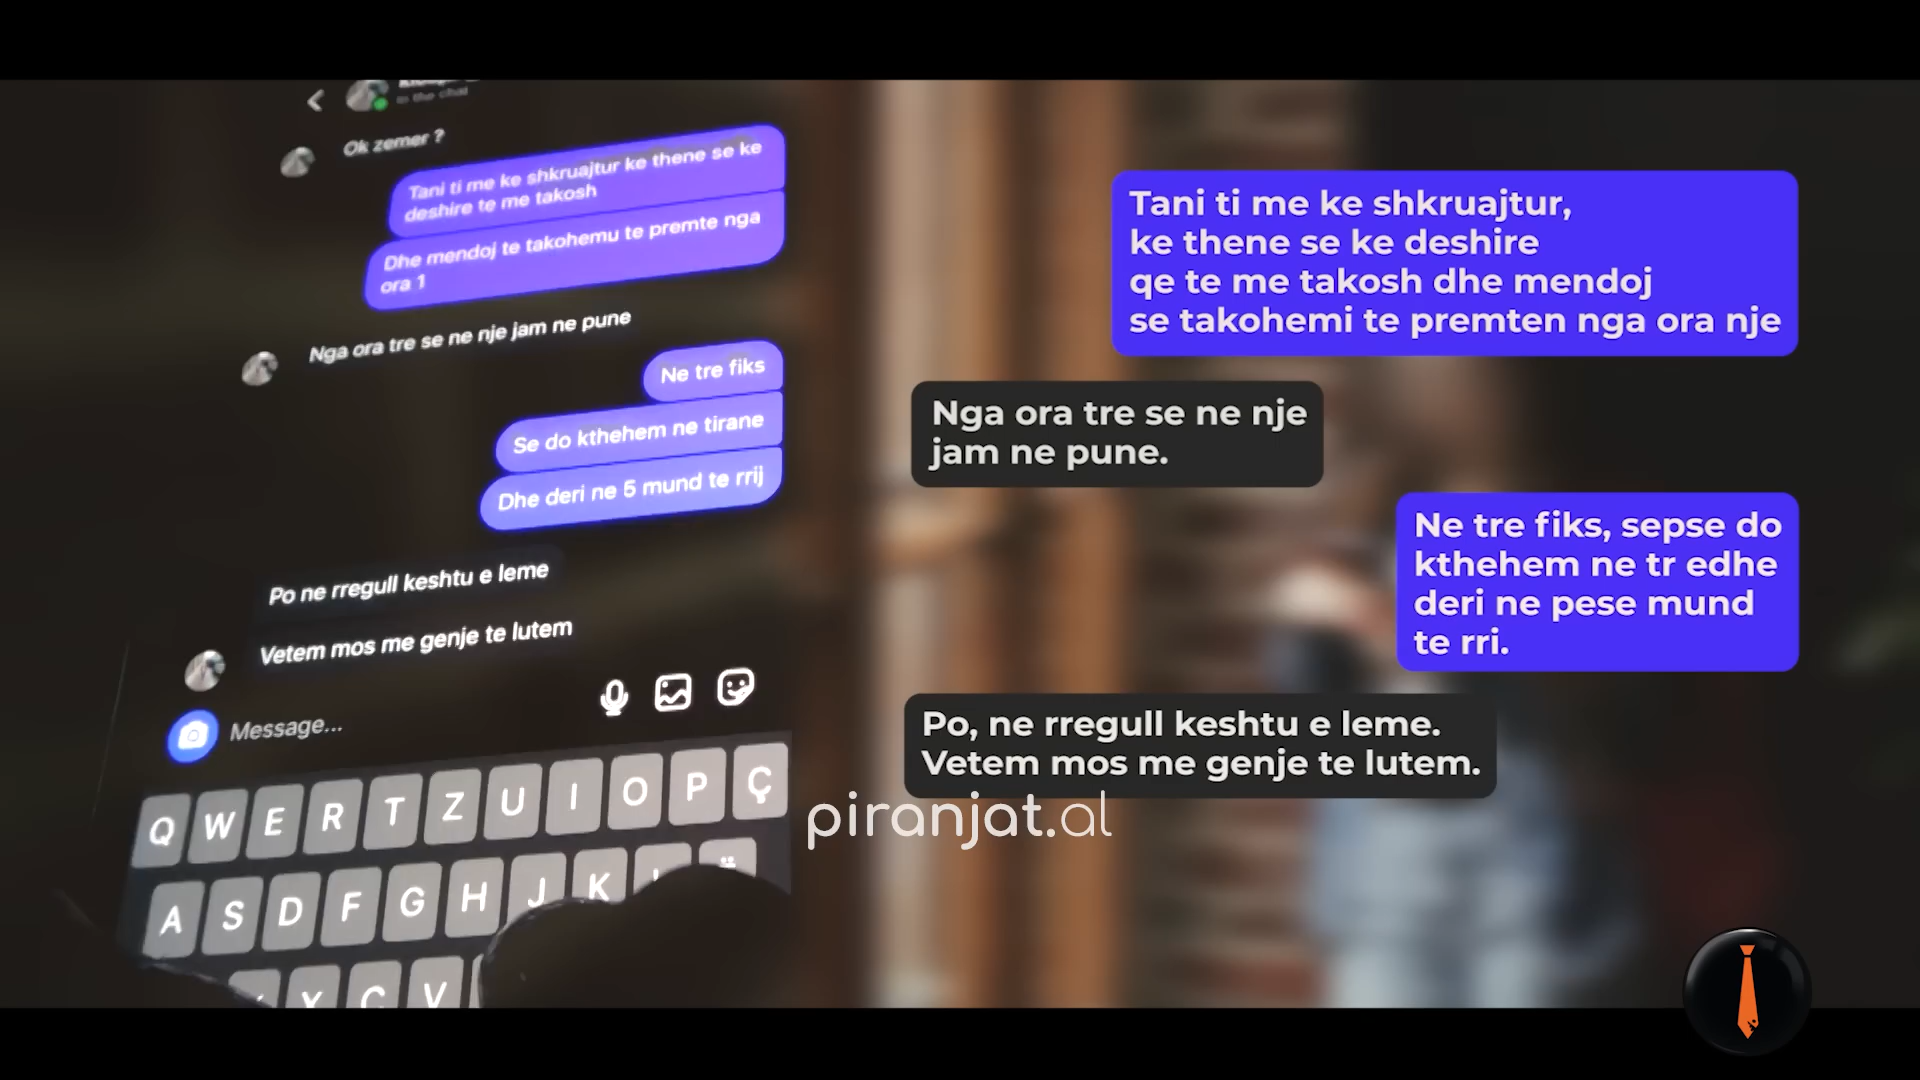 in the chat
Ok zemer ?
Tani ti me ke shkruajtur ke thene se ke
deshire te me takosh
Dhe mendoj te takohemu te premte nga
ora 1
Nga ora tre se ne nje jam ne pune
Ne tre fiks
Se do kthehem ne tirane
Dhe deri ne 5 mund te rrij
Po ne rregull keshtu e leme
Vetem mos me genje te lutem
Message...
Q W E R T Z U I O P Ç
A S D F G H J K
X C V
Tani ti me ke shkruajtur,
ke thene se ke deshire
qe te me takosh dhe mendoj
se takohemi te premten nga ora nje
Nga ora tre se ne nje
jam ne pune.
Ne tre fiks, sepse do
kthehem ne tr edhe
deri ne pese mund
te rri.
Po, ne rregull keshtu e leme.
Vetem mos me genje te lutem.
piranjat.al